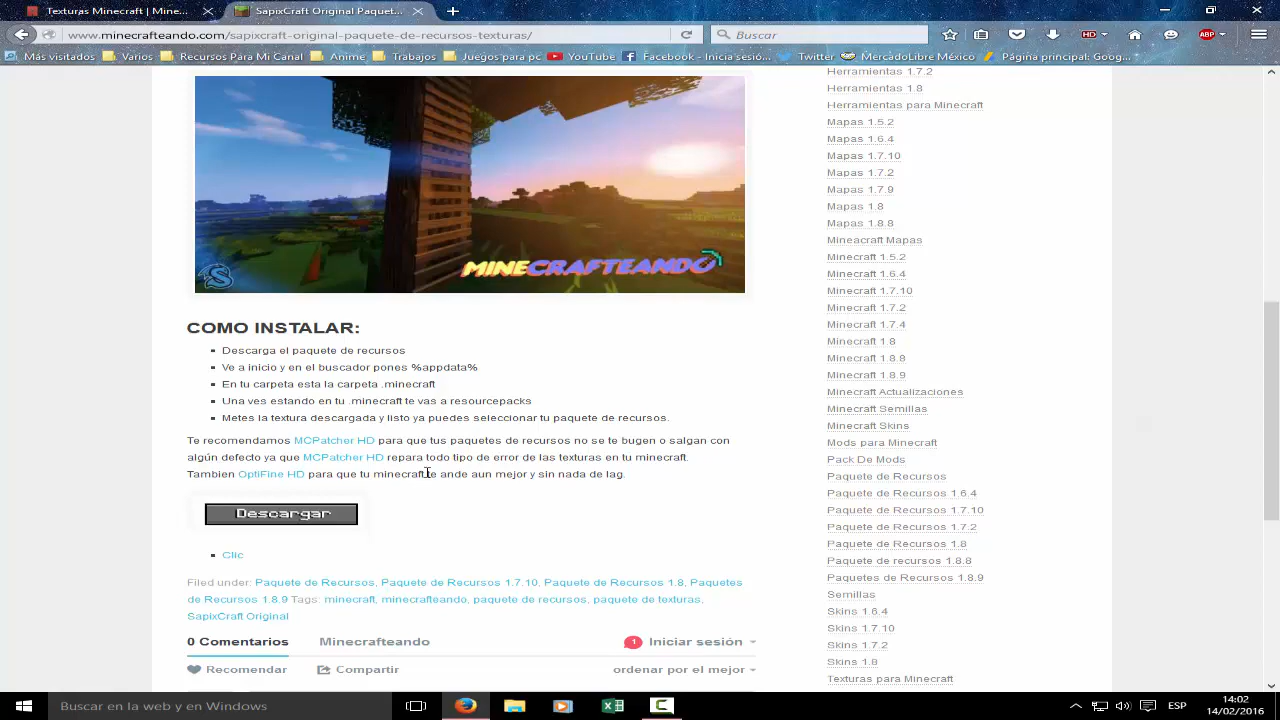 Texturas Minecraft | Mine...
SapixCraft Original Paquet...
www.minecrafteando.com/sapixcraft-original-paquete-de-recursos-texturas/
Buscar
HD
ABP
Más visitados
Varios
Recursos Para Mi Canal
Anime
Trabajos
Juegos para pc
YouTube
Facebook - Inicia sesió...
Twitter
MercadoLibre México
Página principal: Goog...
MINECRAFTEANDO
S
COMO INSTALAR:
Descarga el paquete de recursos
Ve a inicio y en el buscador pones %appdata%
En tu carpeta esta la carpeta .minecraft
Una ves estando en tu .minecraft te vas a resourcepacks
Metes la textura descargada y listo ya puedes seleccionar tu paquete de recursos.
Te recomendamos MCPatcher HD para que tus paquetes de recursos no se te bugen o salgan con
algún defecto ya que MCPatcher HD repara todo tipo de error de las texturas en tu minecraft.
Tambien OptiFine HD para que tu minecraft te ande aun mejor y sin nada de lag.
Descargar
Clic
Filed under: Paquete de Recursos, Paquete de Recursos 1.7.10, Paquete de Recursos 1.8, Paquetes
de Recursos 1.8.9 Tags: minecraft, minecrafteando, paquete de recursos, paquete de texturas,
SapixCraft Original
0 Comentarios
Minecrafteando
1
Iniciar sesión
Recomendar
Compartir
ordenar por el mejor
Herramientas 1.7.2
Herramientas 1.8
Herramientas para Minecraft
Mapas 1.5.2
Mapas 1.6.4
Mapas 1.7.10
Mapas 1.7.2
Mapas 1.7.9
Mapas 1.8
Mapas 1.8.8
Mineacraft Mapas
Minecraft 1.5.2
Minecraft 1.6.4
Minecraft 1.7.10
Minecraft 1.7.2
Minecraft 1.7.4
Minecraft 1.8
Minecraft 1.8.8
Minecraft 1.8.9
Minecraft Actualizaciones
Minecraft Semillas
Minecraft Skins
Mods para Minecraft
Pack De Mods
Paquete de Recursos
Paquete de Recursos 1.6.4
Paquete de Recursos 1.7.10
Paquete de Recursos 1.7.2
Paquete de Recursos 1.8
Paquete de recursos 1.8.8
Paquetes de Recursos 1.8.9
Semillas
Skins 1.6.4
Skins 1.7.10
Skins 1.7.2
Skins 1.8
Texturas para Minecraft
Buscar en la web y en Windows
ESP
14:02
14/02/2016